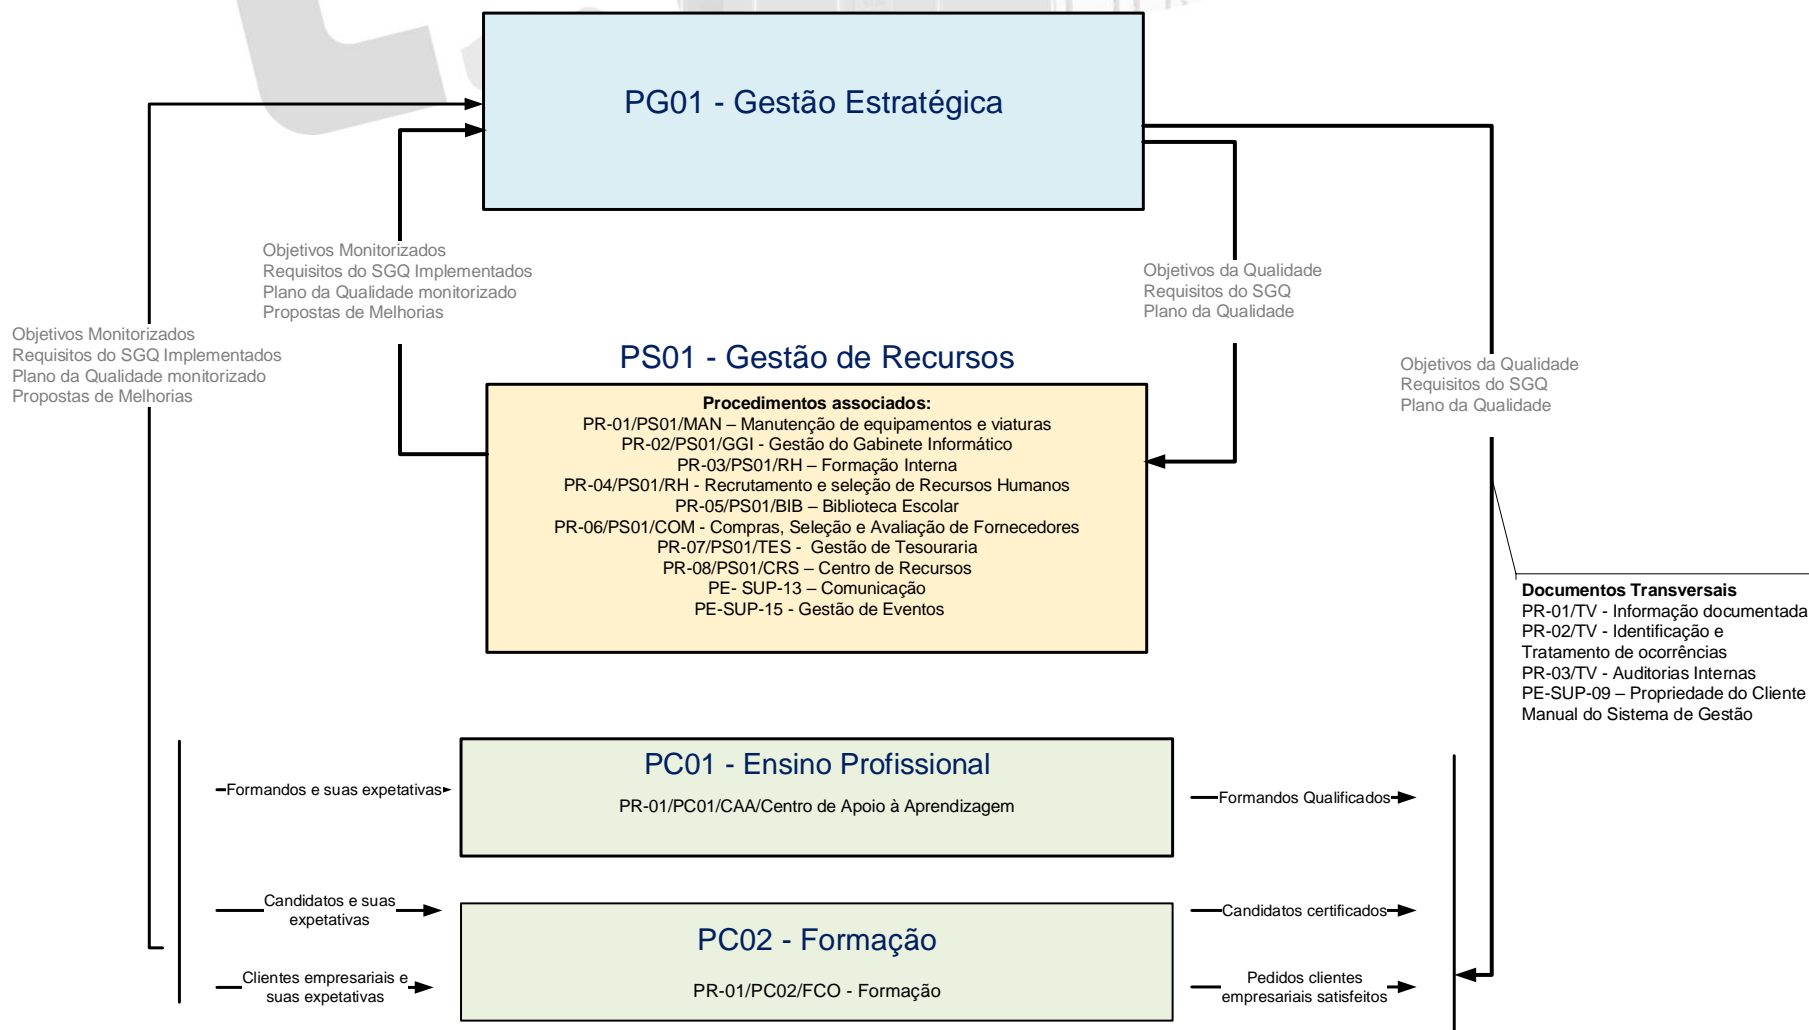 PG01 - Gestão Estratégica
Objetivos Monitorizados
Requisitos do SGQ Implementados
Plano da Qualidade monitorizado
Propostas de Melhorias
Objetivos da Qualidade
Requisitos do SGQ
Plano da Qualidade
Objetivos Monitorizados
Requisitos do SGQ Implementados
Plano da Qualidade monitorizado
Propostas de Melhorias
PS01 - Gestão de Recursos
Objetivos da Qualidade
Requisitos do SGQ
Plano da Qualidade
Procedimentos associados:
PR-01/PS01/MAN – Manutenção de equipamentos e viaturas
PR-02/PS01/GGI - Gestão do Gabinete Informático
PR-03/PS01/RH – Formação Interna
PR-04/PS01/RH - Recrutamento e seleção de Recursos Humanos
PR-05/PS01/BIB – Biblioteca Escolar
PR-06/PS01/COM - Compras, Seleção e Avaliação de Fornecedores
PR-07/PS01/TES - Gestão de Tesouraria
PR-08/PS01/CRS – Centro de Recursos
PE- SUP-13 – Comunicação
PE-SUP-15 - Gestão de Eventos
Documentos Transversais
PR-01/TV - Informação documentada
PR-02/TV - Identificação e
Tratamento de ocorrências
PR-03/TV - Auditorias Internas
PE-SUP-09 – Propriedade do Cliente
Manual do Sistema de Gestão
PC01 - Ensino Profissional
PR-01/PC01/CAA/Centro de Apoio à Aprendizagem
Formandos e suas expetativas
Formandos Qualificados
Candidatos e suas
expetativas
Candidatos certificados
PC02 - Formação
PR-01/PC02/FCO - Formação
Clientes empresariais e
suas expetativas
Pedidos clientes
empresariais satisfeitos